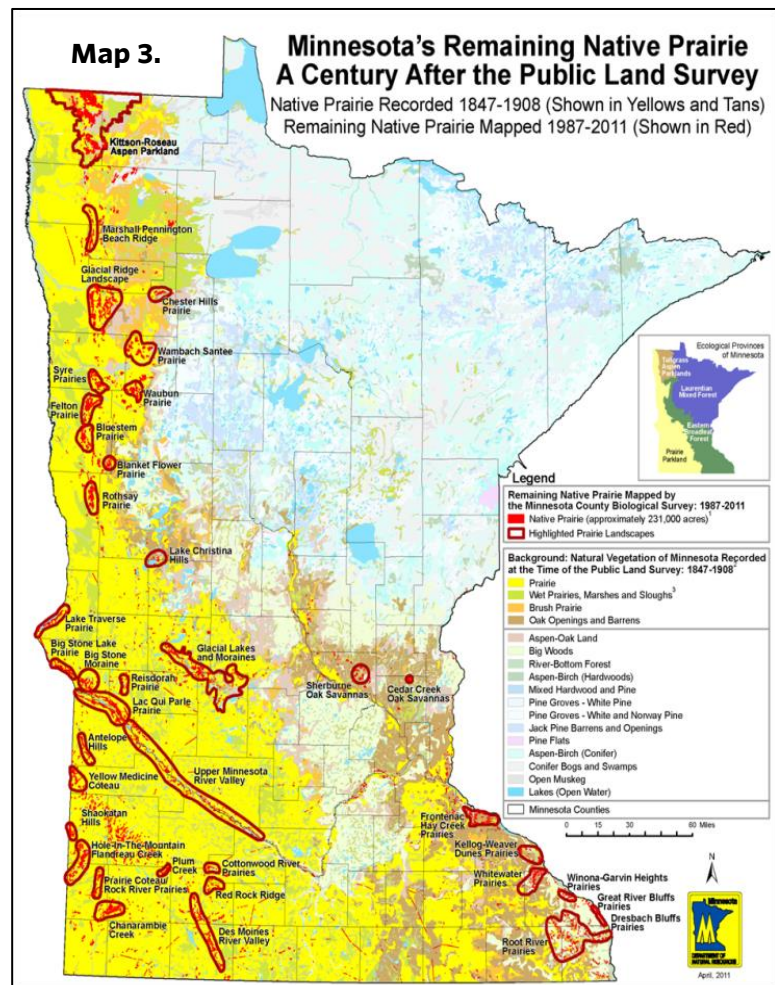 Map 3.
Minnesota's Remaining Native Prairie
A Century After the Public Land Survey
Native Prairie Recorded 1847-1908 (Shown in Yellows and Tans)
Remaining Native Prairie Mapped 1987-2011 (Shown in Red)
Kittson-Roseau
Aspen Parkland
Marshall Pennington
Beach Ridge
Glacial Ridge
Landscape
Chester Hills
Prairie
Wambach Santee
Prairie
Syre
Prairies
Waubun
Prairie
Felton
Prairie
Bluestem
Prairie
Blanket Flower
Prairie
Rothsay
Prairie
Lake Christina
Hills
Lake Traverse
Prairie
Big Stone Lake
Prairie
Big Stone
Moraine
Reisdorph
Prairie
Glacial Lakes
and Moraines
Lac Qui Parle
Prairie
Sherburne
Oak Savannas
Cedar Creek
Oak Savannas
Antelope
Hills
Yellow Medicine
Coteau
Upper Minnesota
River Valley
Shaokatan
Hills
Hole-In-The-Mountain
Flandreau Creek
Plum
Creek
Cottonwood River
Prairies
Prairie Coteau/
Rock River Prairies
Red Rock Ridge
Chanarambie
Creek
Des Moines
River Valley
Frontenac
Hay Creek
Prairies
Kellog-Weaver
Dunes Prairies
Whitewater
Prairies
Winona-Garvin Heights
Prairies
Great River Bluffs
Prairies
Dresbach Bluffs
Prairies
Root River
Prairies
Ecological Provinces
of Minnesota
Tallgrass
Aspen
Parklands
Laurentian
Mixed Forest
Eastern
Broadleaf
Forest
Prairie
Parkland
Legend
Remaining Native Prairie Mapped by
the Minnesota County Biological Survey: 1987-2011
Native Prairie (approximately 231,000 acres)1
Highlighted Prairie Landscapes
Background: Natural Vegetation of Minnesota Recorded
at the Time of the Public Land Survey: 1847-19082
Prairie
Wet Prairies, Marshes and Sloughs3
Brush Prairie
Oak Openings and Barrens
Aspen-Oak Land
Big Woods
River-Bottom Forest
Aspen-Birch (Hardwoods)
Mixed Hardwood and Pine
Pine Groves - White Pine
Pine Groves - White and Norway Pine
Jack Pine Barrens and Openings
Pine Flats
Aspen-Birch (Conifer)
Conifer Bogs and Swamps
Open Muskeg
Lakes (Open Water)
Minnesota Counties
0 15 30 60 Miles
N
Minnesota
DEPARTMENT OF
NATURAL RESOURCES
April, 2011